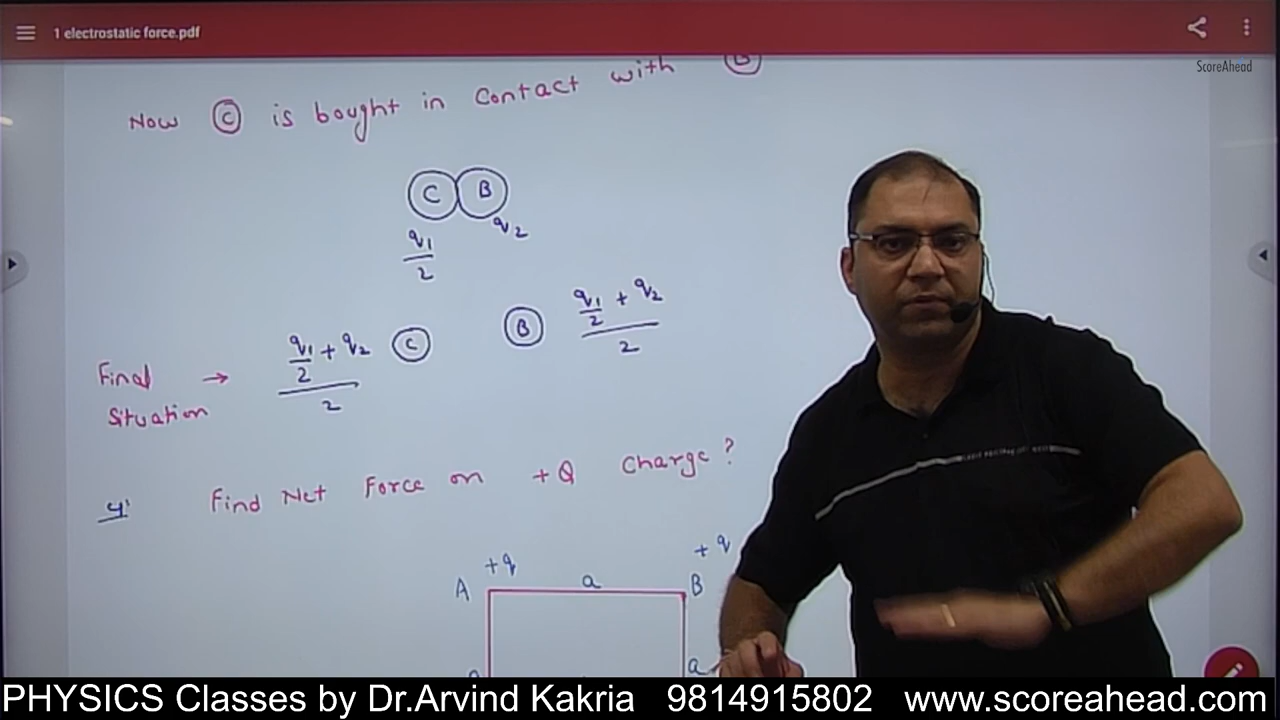 1 electrostatic force.pdf
ScoreAhead
Now C is bought in Contact with B
C B
q1/2 q2
Final Situation → (q1/2 + q2)/2 C B (q1/2 + q2)/2
4' Find Net Force on +Q Charge?
+q +q
A a B
a
PHYSICS Classes by Dr.Arvind Kakria 9814915802 www.scoreahead.com